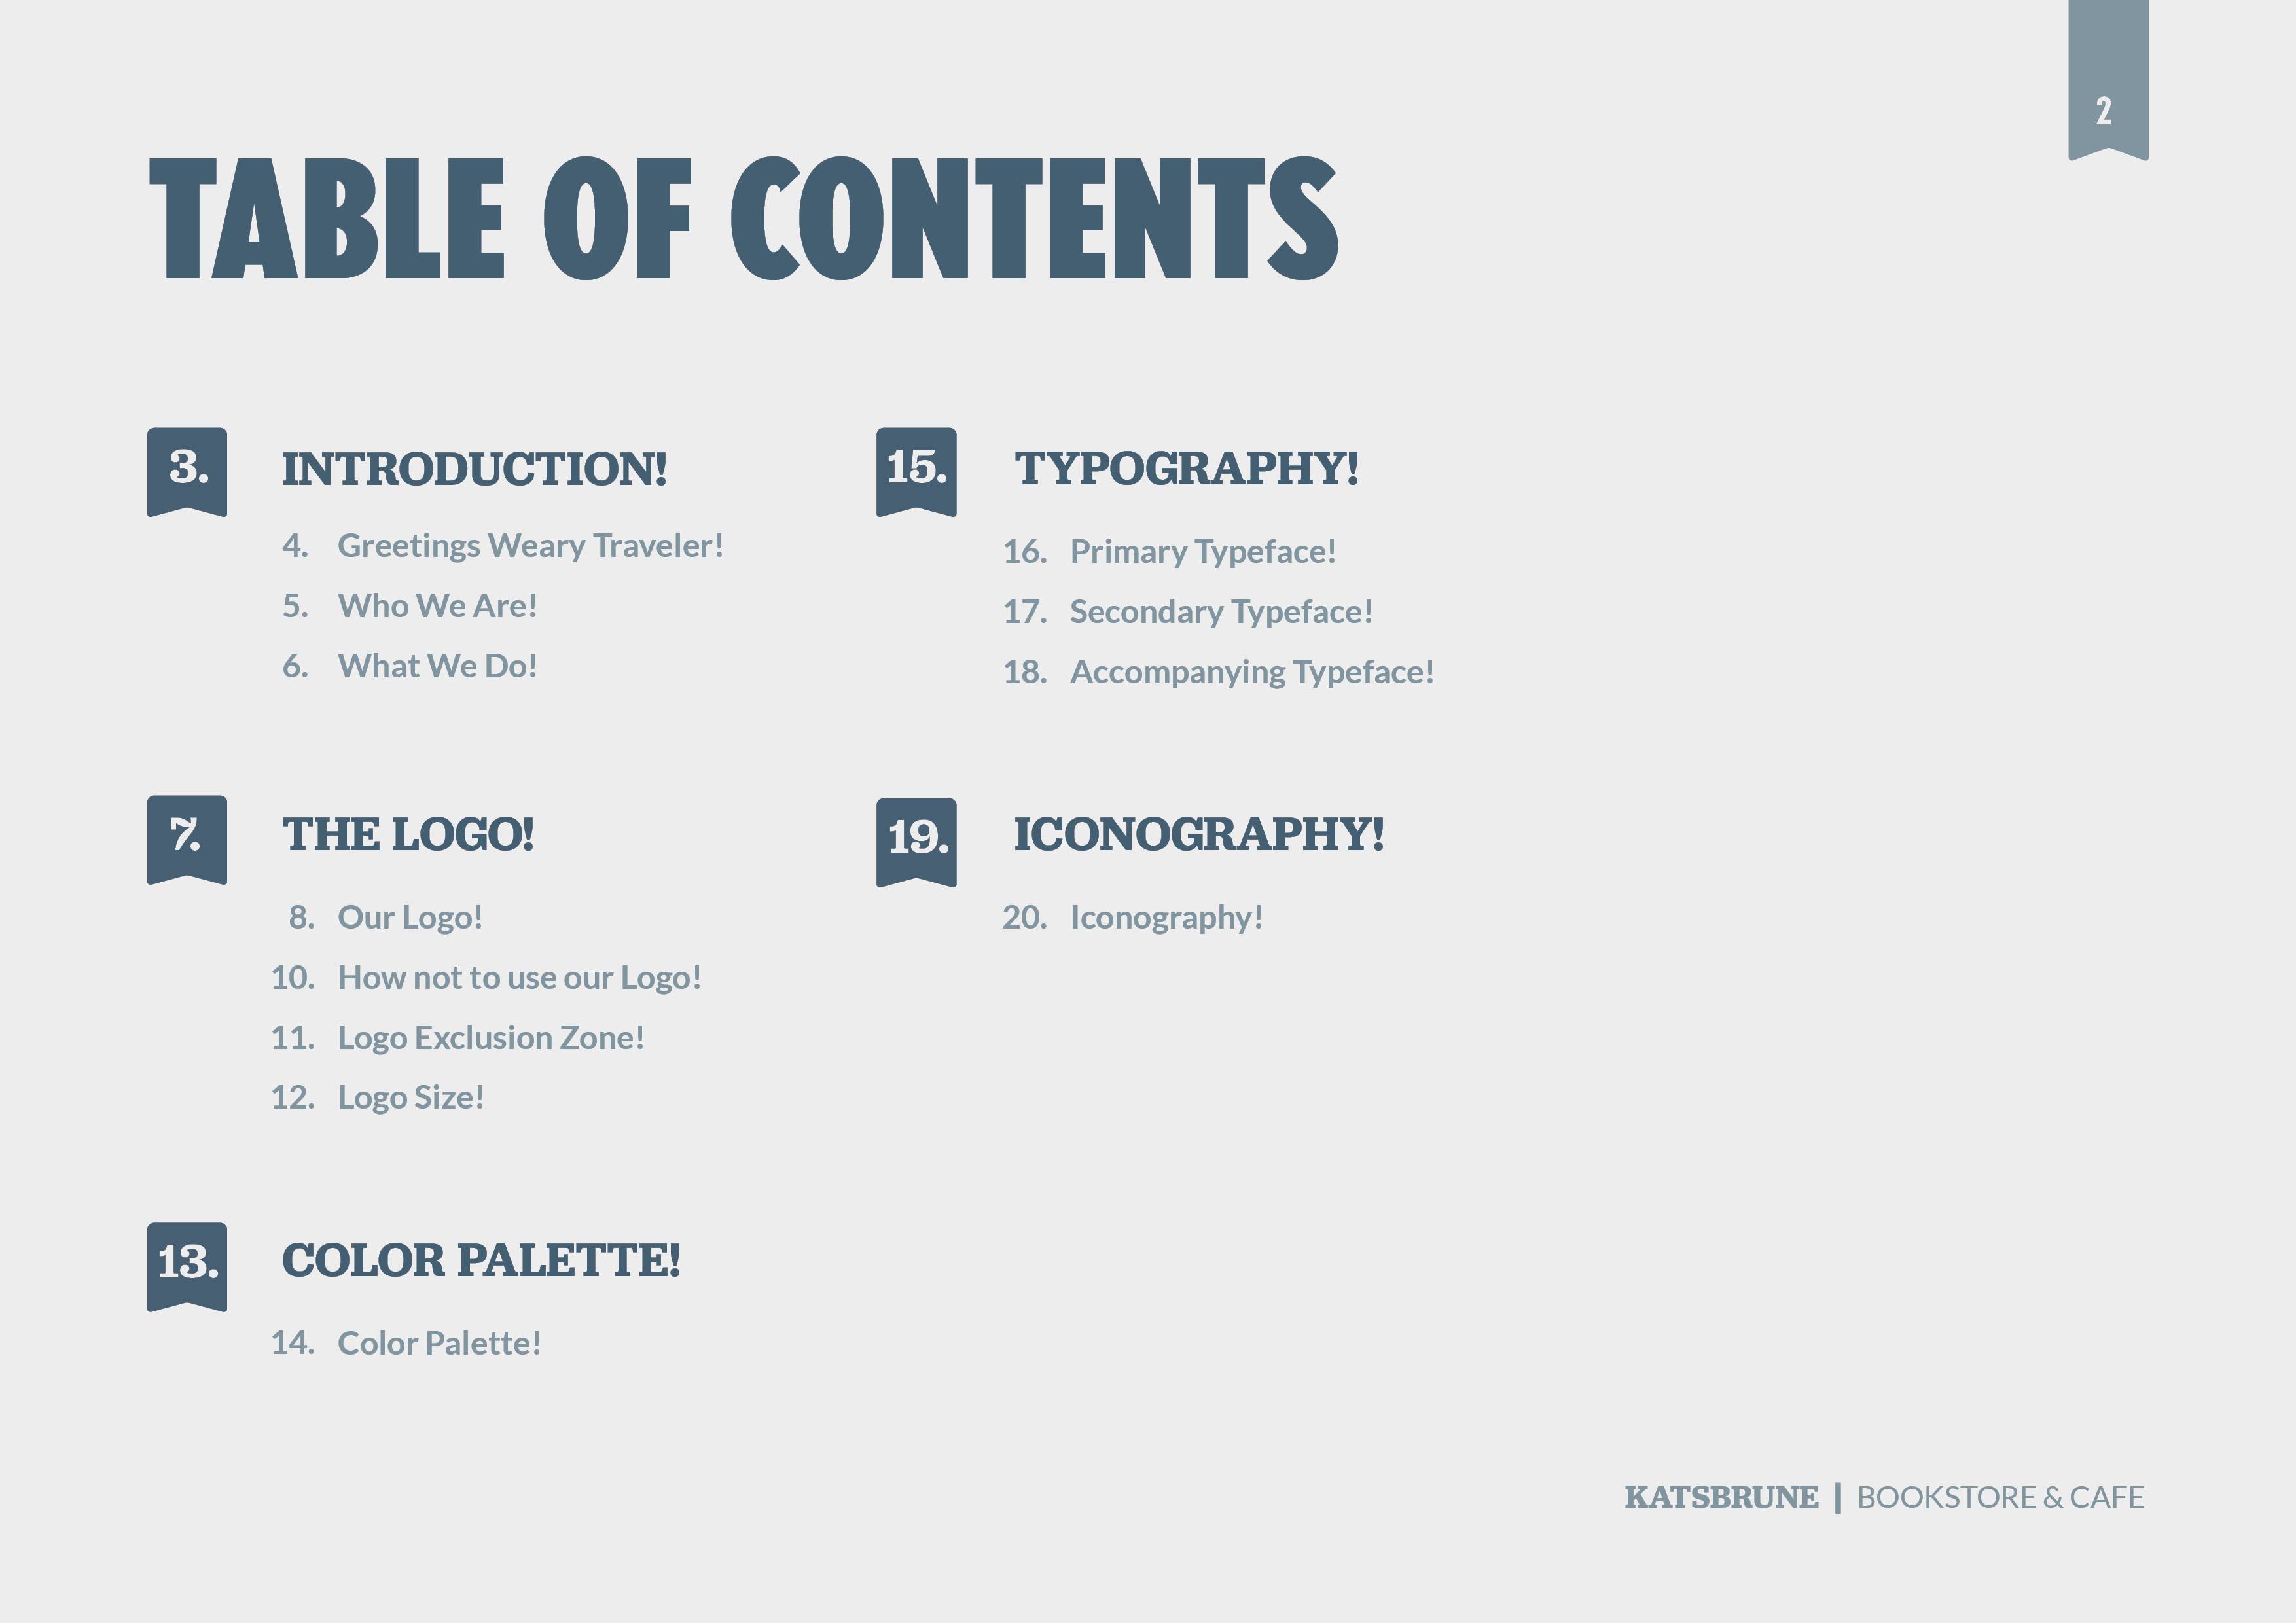 2
TABLE OF CONTENTS
3. INTRODUCTION!
4. Greetings Weary Traveler!
5. Who We Are!
6. What We Do!
7. THE LOGO!
8. Our Logo!
10. How not to use our Logo!
11. Logo Exclusion Zone!
12. Logo Size!
13. COLOR PALETTE!
14. Color Palette!
15. TYPOGRAPHY!
16. Primary Typeface!
17. Secondary Typeface!
18. Accompanying Typeface!
19. ICONOGRAPHY!
20. Iconography!
KATSBRUNE | BOOKSTORE & CAFE